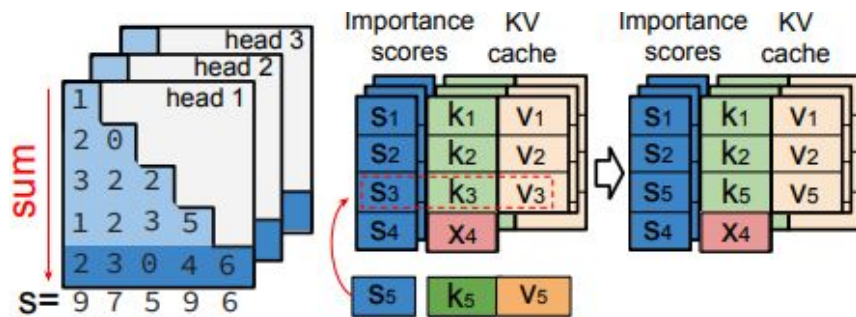 head 3
head 2
head 1
sum
1
2 0
3 2 2
1 2 3 5
2 3 0 4 6
s= 9 7 5 9 6
Importance scores KV cache
s1 k1 v1
s2 k2 v2
s3 k3 v3
s4 x4
s5 k5 v5
Importance scores KV cache
s1 k1 v1
s2 k2 v2
s5 k5 v5
s4 x4